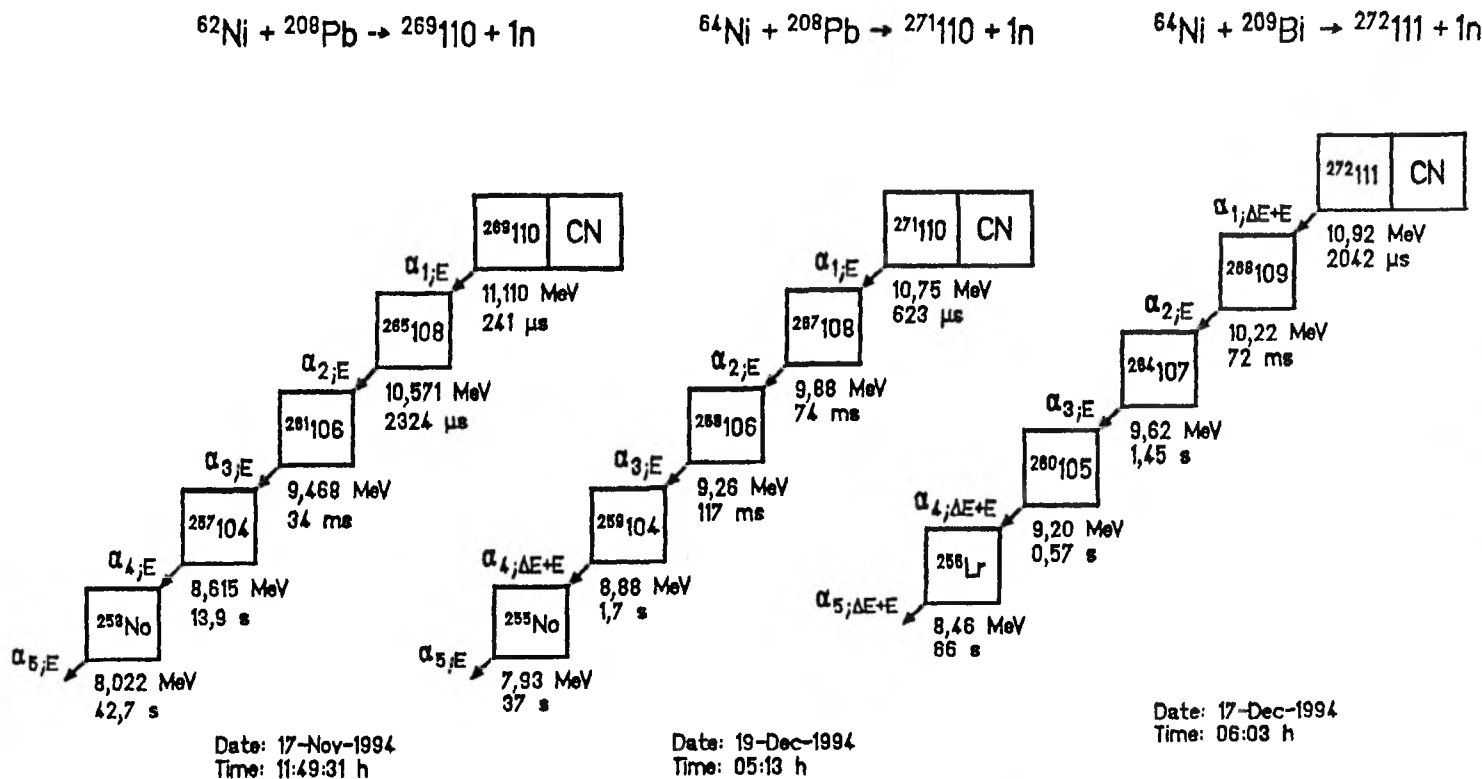 ⁶²Ni + ²⁰⁸Pb → ²⁶⁹110 + 1n
²⁶⁹110 CN
α₁;E
11,110 MeV
241 µs
²⁶⁵108
α₂;E
10,571 MeV
2324 µs
²⁶¹106
α₃;E
9,468 MeV
34 ms
²⁵⁷104
α₄;E
8,615 MeV
13,9 s
²⁵³No
α₅;E
8,022 MeV
42,7 s
Date: 17-Nov-1994
Time: 11:49:31 h
⁶⁴Ni + ²⁰⁸Pb → ²⁷¹110 + 1n
²⁷¹110 CN
α₁;E
10,75 MeV
623 µs
²⁶⁷108
α₂;E
9,88 MeV
74 ms
²⁶³106
α₃;E
9,26 MeV
117 ms
²⁵⁹104
α₄;ΔE+E
8,88 MeV
1,7 s
²⁵⁵No
α₅;E
7,93 MeV
37 s
Date: 19-Dec-1994
Time: 05:13 h
⁶⁴Ni + ²⁰⁹Bi → ²⁷²111 + 1n
²⁷²111 CN
α₁;ΔE+E
10,92 MeV
2042 µs
²⁶⁸109
α₂;E
10,22 MeV
72 ms
²⁶⁴107
α₃;E
9,62 MeV
1,45 s
²⁶⁰105
α₄;ΔE+E
9,20 MeV
0,57 s
²⁵⁶Lr
α₅;ΔE+E
8,46 MeV
66 s
Date: 17-Dec-1994
Time: 06:03 h